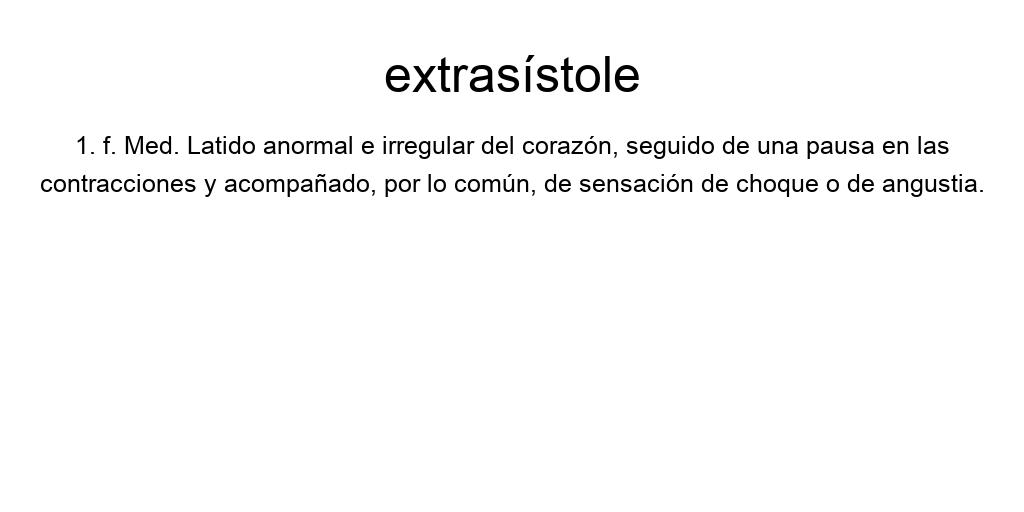 extrasístole
1. f. Med. Latido anormal e irregular del corazón, seguido de una pausa en las
contracciones y acompañado, por lo común, de sensación de choque o de angustia.